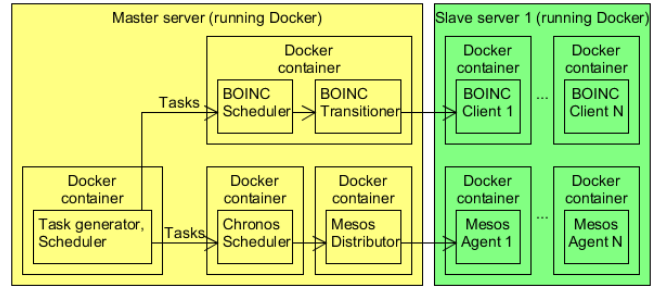 Master server (running Docker)
Slave server 1 (running Docker)
Docker
container
BOINC
Scheduler
BOINC
Transitioner
Tasks
Docker
container
BOINC
Client 1
...
Docker
container
BOINC
Client N
Docker
container
Task generator,
Scheduler
Tasks
Docker
container
Chronos
Scheduler
Docker
container
Mesos
Distributor
Docker
container
Mesos
Agent 1
...
Docker
container
Mesos
Agent N